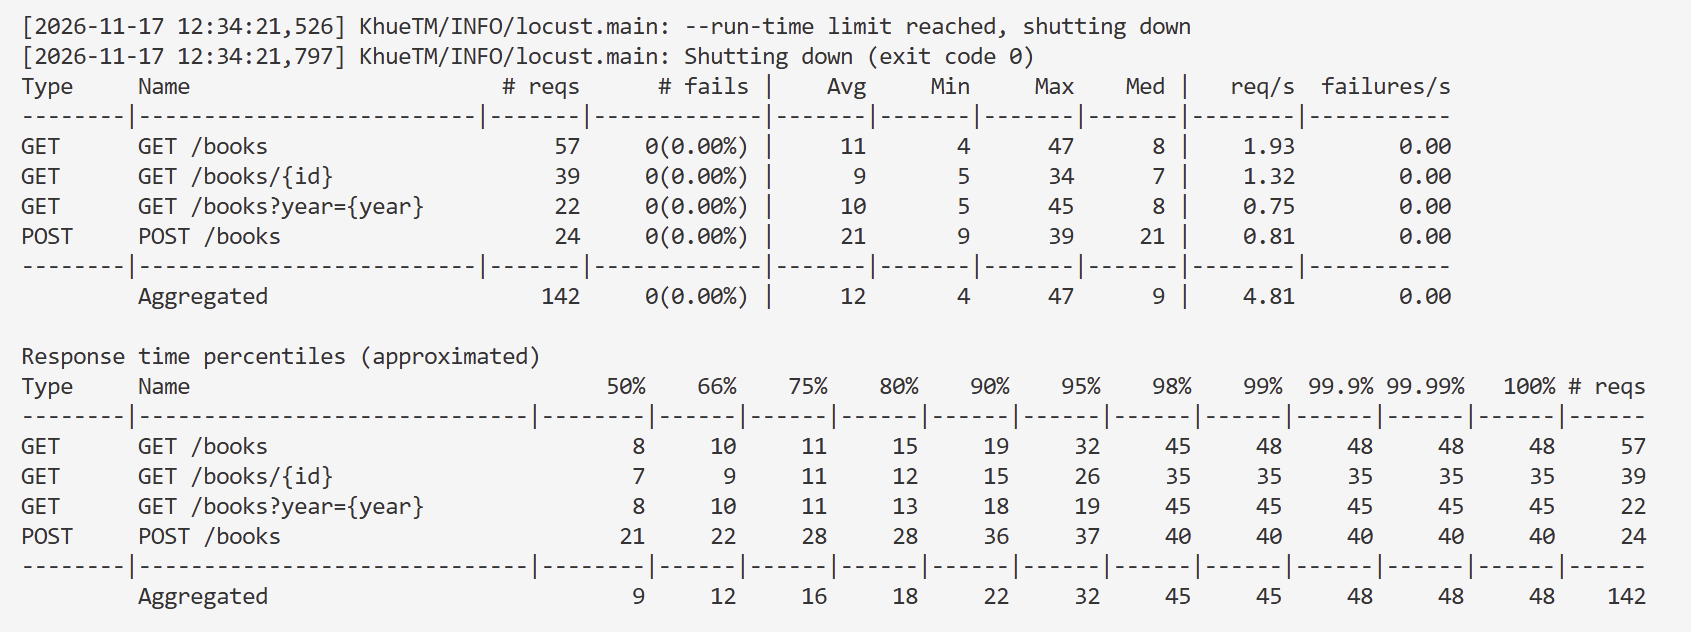 [2026-11-17 12:34:21,526] KhueTM/INFO/locust.main: --run-time limit reached, shutting down
[2026-11-17 12:34:21,797] KhueTM/INFO/locust.main: Shutting down (exit code 0)
Type     Name                            # reqs      # fails |    Avg     Min     Max    Med |   req/s  failures/s
--------|--------------------------|-------|-------------|-------|-------|-------|-------|--------|-----------
GET      GET /books                          57     0(0.00%) |     11       4      47      8 |    1.93        0.00
GET      GET /books/{id}                     39     0(0.00%) |      9       5      34      7 |    1.32        0.00
GET      GET /books?year={year}              22     0(0.00%) |     10       5      45      8 |    0.75        0.00
POST     POST /books                         24     0(0.00%) |     21       9      39     21 |    0.81        0.00
--------|--------------------------|-------|-------------|-------|-------|-------|-------|--------|-----------
         Aggregated                         142     0(0.00%) |     12       4      47      9 |    4.81        0.00

Response time percentiles (approximated)
Type     Name                                50%    66%    75%    80%    90%    95%    98%    99%  99.9% 99.99%   100% # reqs
--------|------------------------------|--------|------|------|------|------|------|------|------|------|------|------|------
GET      GET /books                            8     10     11     15     19     32     45     48     48     48     48     57
GET      GET /books/{id}                       7      9     11     12     15     26     35     35     35     35     35     39
GET      GET /books?year={year}                8     10     11     13     18     19     45     45     45     45     45     22
POST     POST /books                          21     22     28     28     36     37     40     40     40     40     40     24
--------|------------------------------|--------|------|------|------|------|------|------|------|------|------|------|------
         Aggregated                            9     12     16     18     22     32     45     45     48     48     48    142